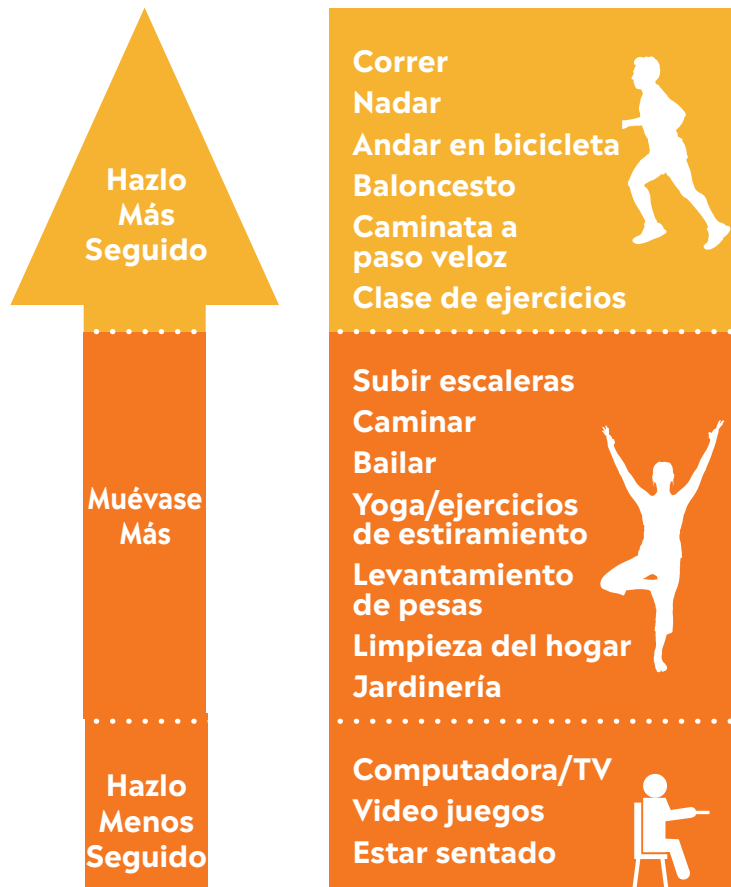 Hazlo
Más
Seguido
Correr
Nadar
Andar en bicicleta
Baloncesto
Caminata a
paso veloz
Clase de ejercicios
Muévase
Más
Subir escaleras
Caminar
Bailar
Yoga/ejercicios
de estiramiento
Levantamiento
de pesas
Limpieza del hogar
Jardinería
Hazlo
Menos
Seguido
Computadora/TV
Video juegos
Estar sentado